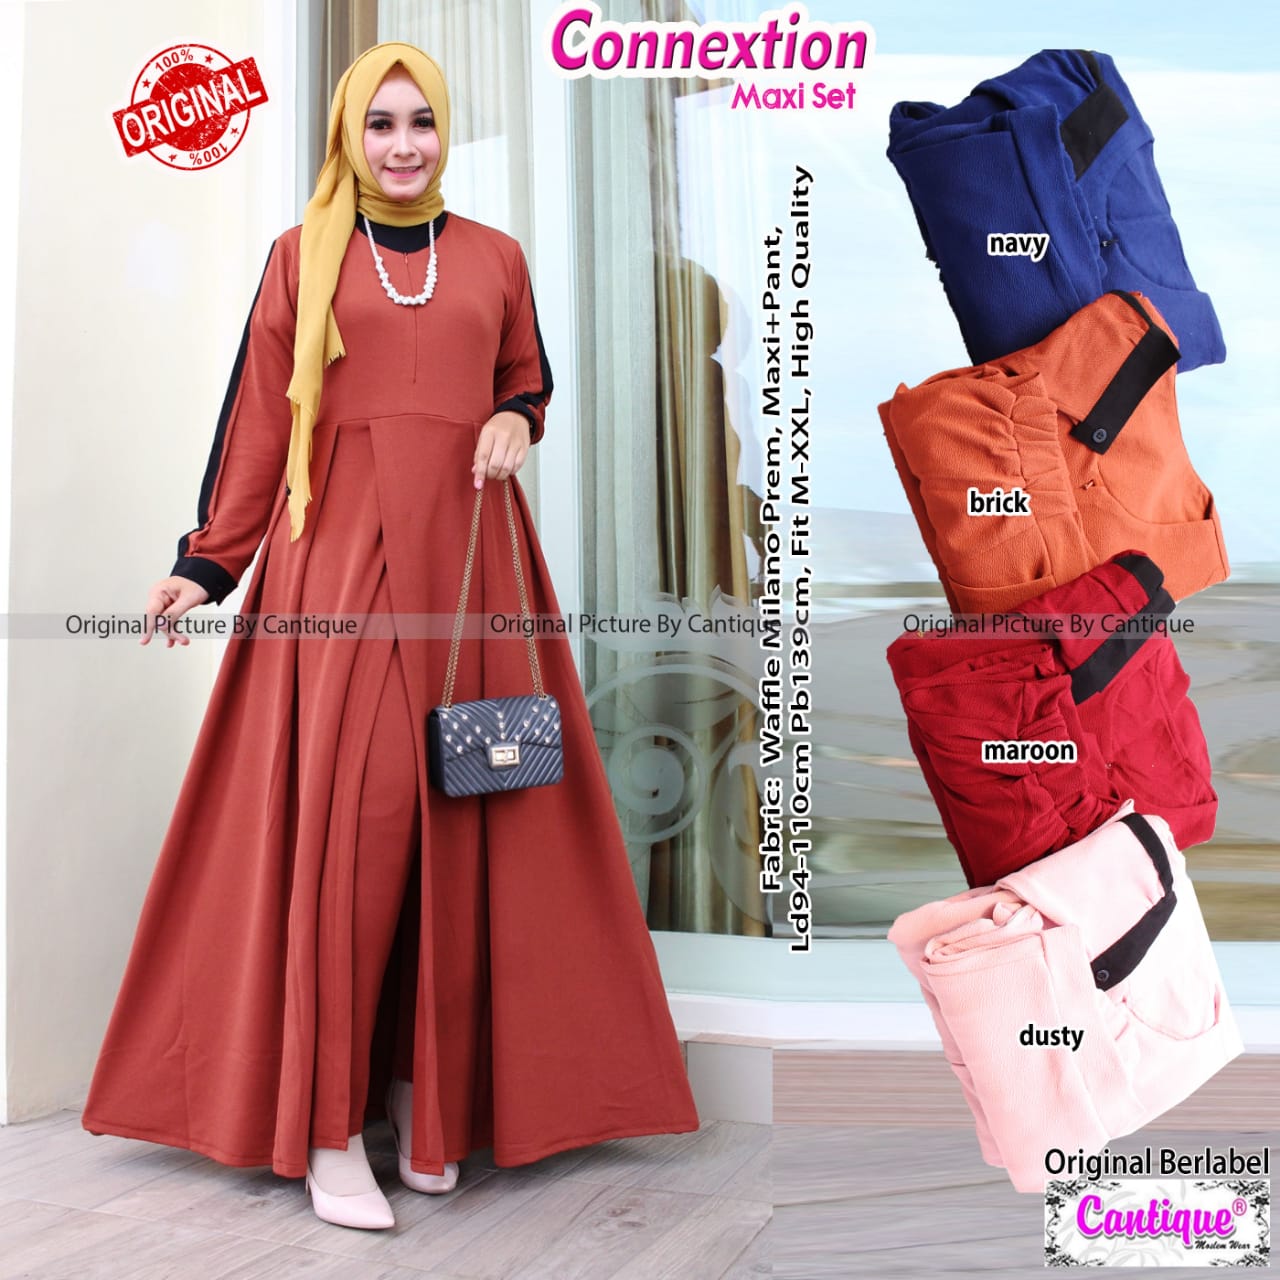 100%
ORIGINAL
100%
Connextion
Maxi Set
Fabric: Waffle Milano Prem, Maxi+Pant,
Ld94-110cm Pb139cm, Fit M-XXL, High Quality
navy
brick
Original Picture By Cantique
Original Picture By Cantique
Original Picture By Cantique
maroon
dusty
Original Berlabel
Cantique®
Moslem Wear